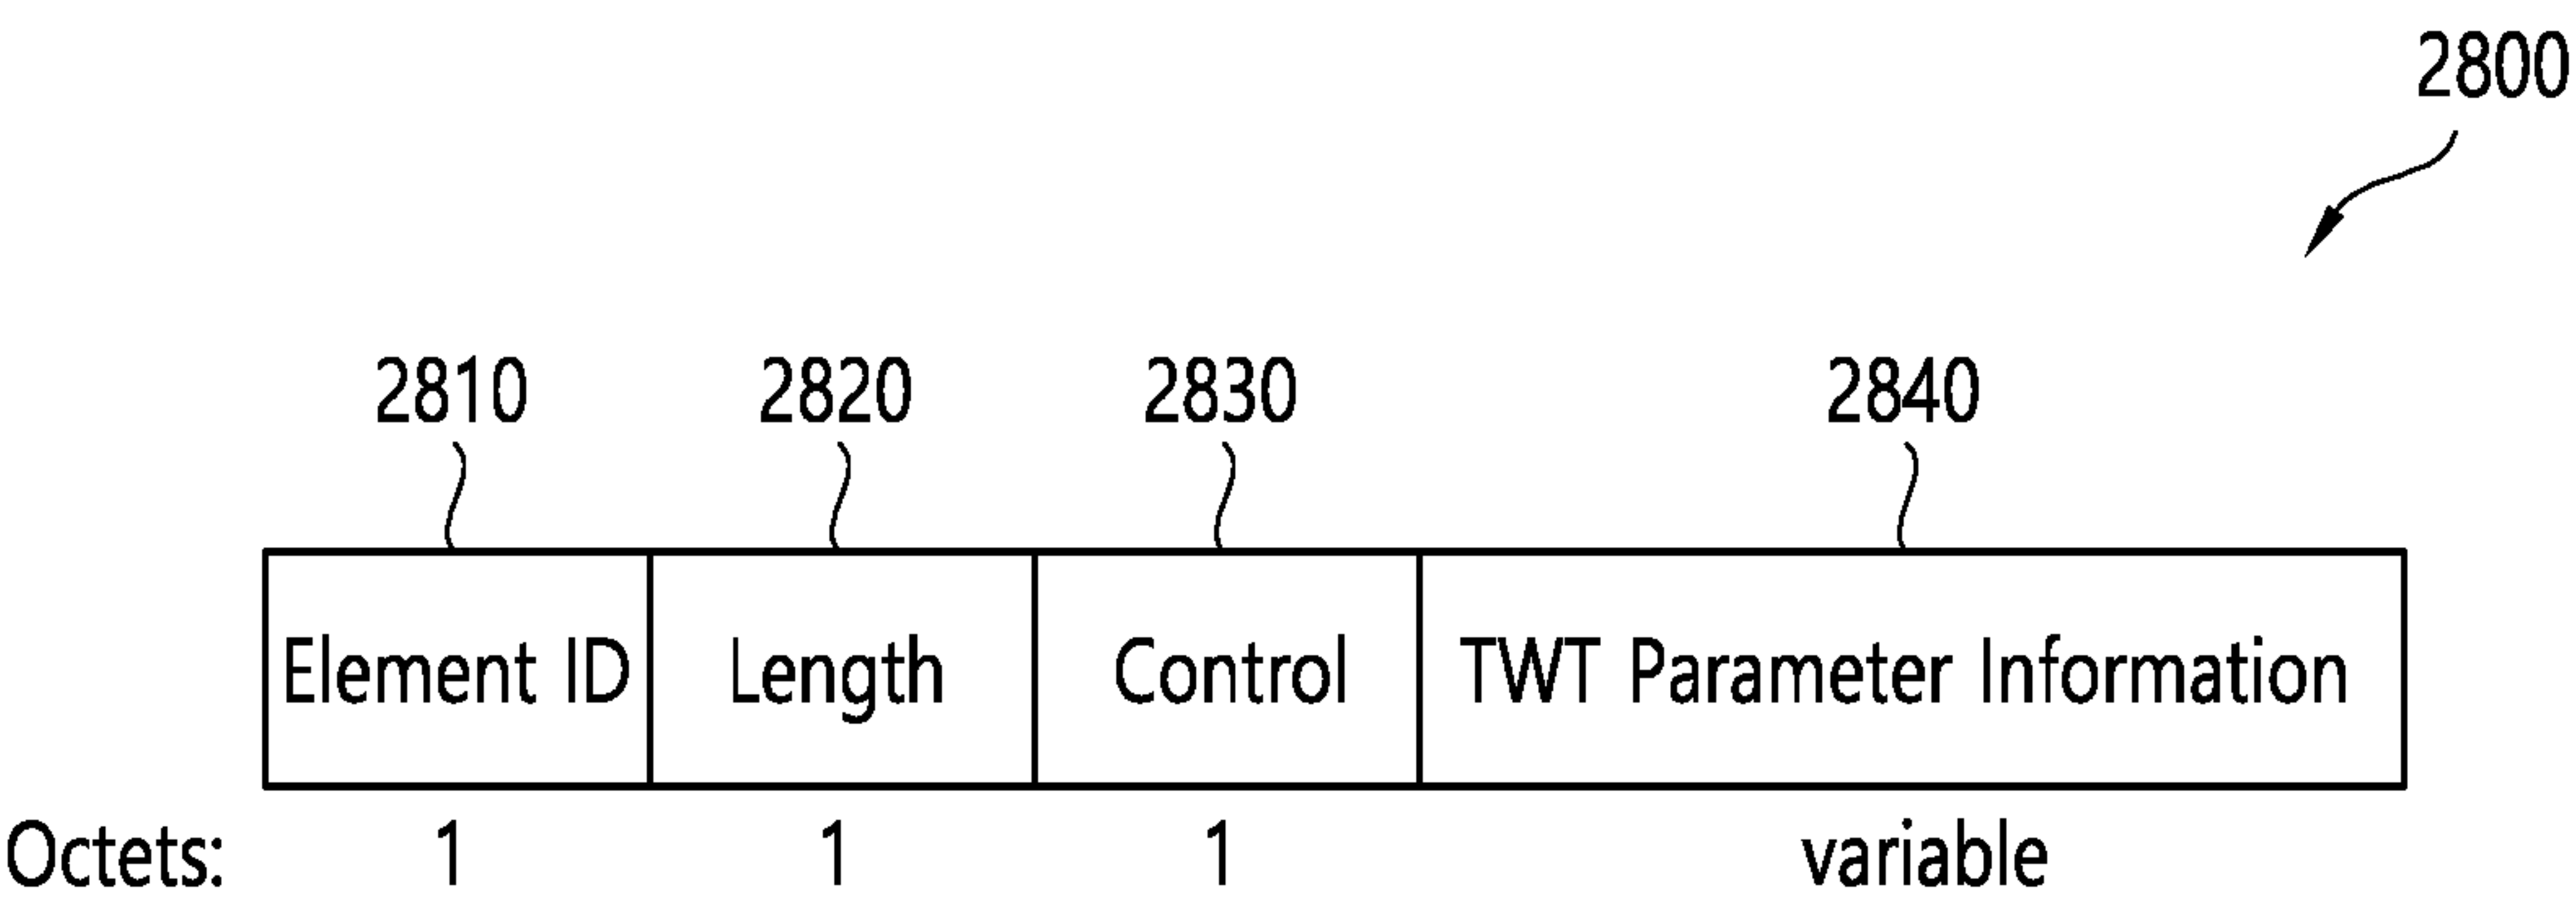 2800
2810 2820 2830 2840
Element ID Length Control TWT Parameter Information
Octets: 1 1 1 variable